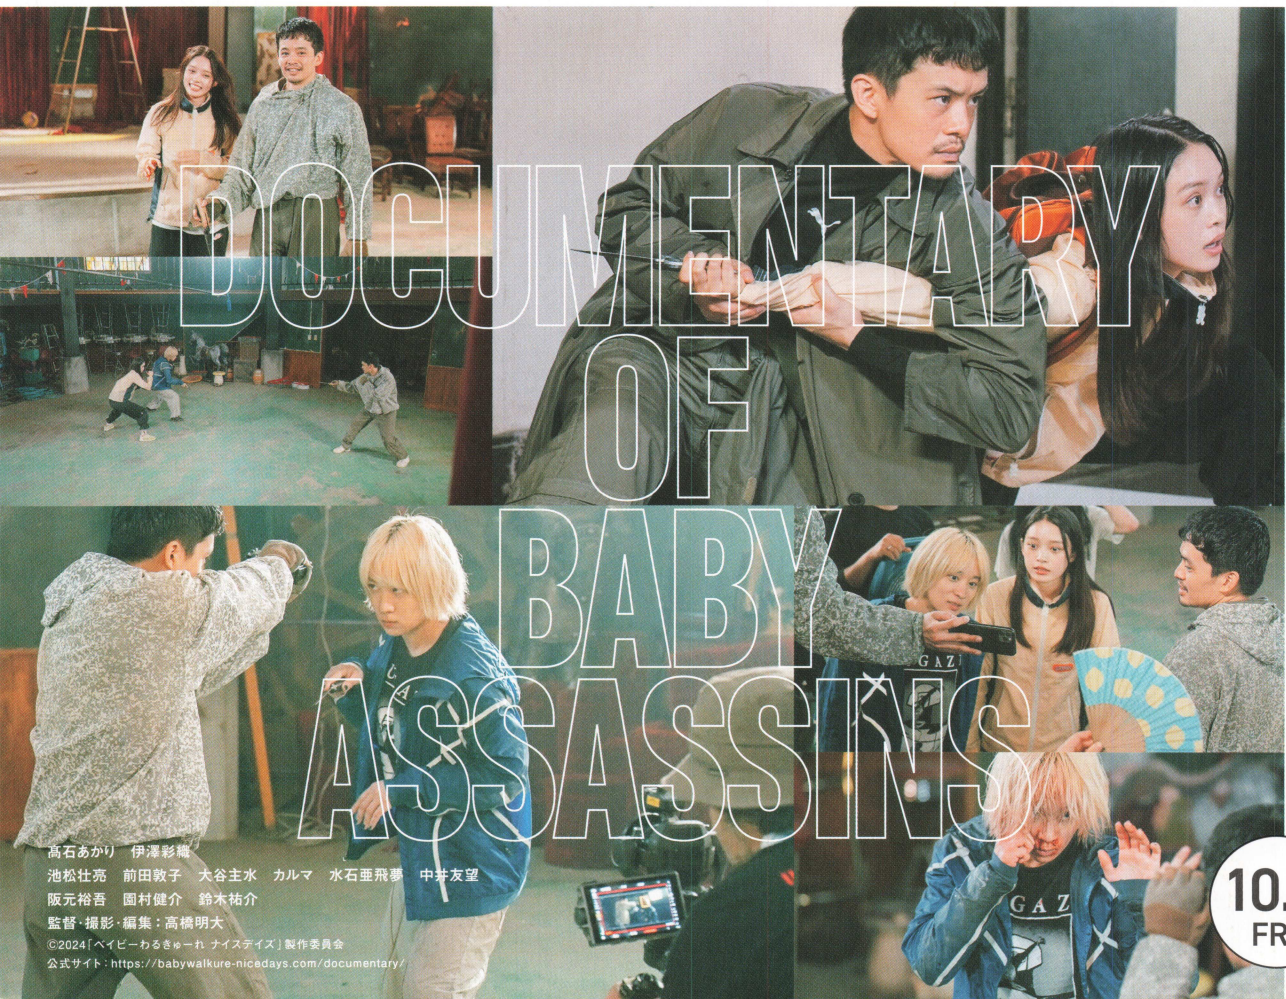 DOCUMENTARY
OF
BABY
ASSASSINS
GAZ
GAZ
髙石あかり 伊澤彩織
池松壮亮 前田敦子 大谷主水 カルマ 水石亜飛夢 中井友望
阪元裕吾 園村健介 鈴木祐介
監督・撮影・編集：高橋明大
©2024「ベイビーわるきゅーれ ナイスデイズ」製作委員会
公式サイト：https://babywalkure-nicedays.com/documentary/
10.
FR